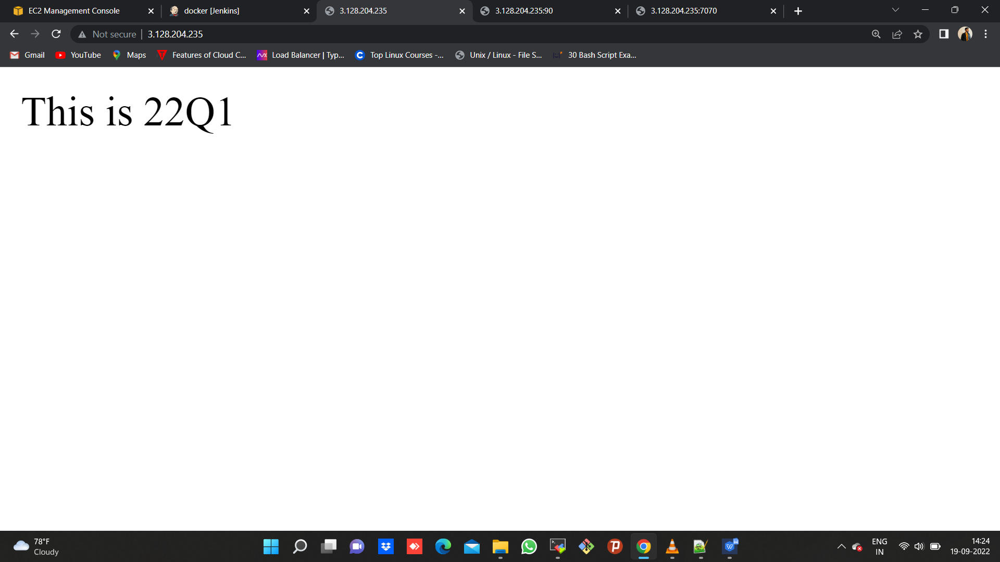 EC2 Management Console
docker [Jenkins]
3.128.204.235
3.128.204.235:90
3.128.204.235:7070
Not secure
3.128.204.235
Gmail
YouTube
Maps
Features of Cloud C...
Load Balancer | Typ...
Top Linux Courses -...
Unix / Linux - File S...
30 Bash Script Exa...
This is 22Q1
78°F
Cloudy
ENG
IN
14:24
19-09-2022